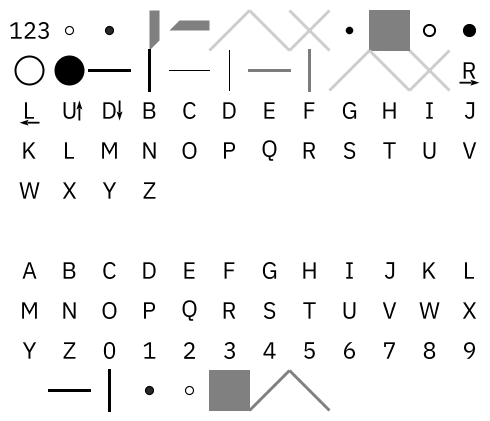 123
R
L U D B C D E F G H I J
K L M N O P Q R S T U V
W X Y Z
A B C D E F G H I J K L
M N O P Q R S T U V W X
Y Z 0 1 2 3 4 5 6 7 8 9